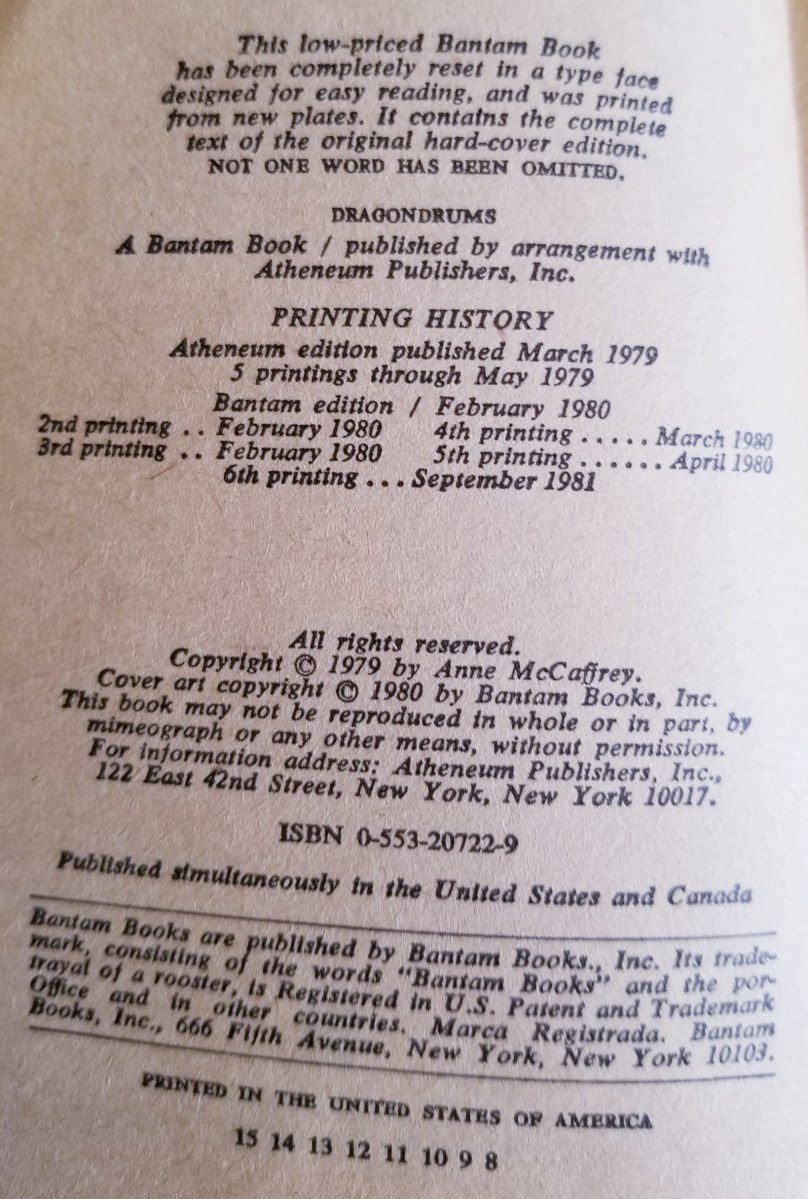 This low-priced Bantam Book
has been completely reset in a type face
designed for easy reading, and was printed
from new plates. It contains the complete
text of the original hard-cover edition.
NOT ONE WORD HAS BEEN OMITTED.
DRAGONDRUMS
A Bantam Book / published by arrangement with
Atheneum Publishers, Inc.
PRINTING HISTORY
Atheneum edition published March 1979
5 printings through May 1979
Bantam edition / February 1980
2nd printing .. February 1980 4th printing ..... March 1980
3rd printing .. February 1980 5th printing ...... April 1980
6th printing ... September 1981
All rights reserved.
Copyright © 1979 by Anne McCaffrey.
Cover art copyright © 1980 by Bantam Books, Inc.
This book may not be reproduced in whole or in part, by
mimeograph or any other means, without permission.
For information address: Atheneum Publishers, Inc.,
122 East 42nd Street, New York, New York 10017.
ISBN 0-553-20722-9
Published simultaneously in the United States and Canada
Bantam Books are published by Bantam Books., Inc. Its trade-
mark, consisting of the words "Bantam Books" and the por-
trayal of a rooster, is Registered in U.S. Patent and Trademark
Office and in other countries. Marca Registrada. Bantam
Books, Inc., 666 Fifth Avenue, New York, New York 10103.
PRINTED IN THE UNITED STATES OF AMERICA
15 14 13 12 11 10 9 8